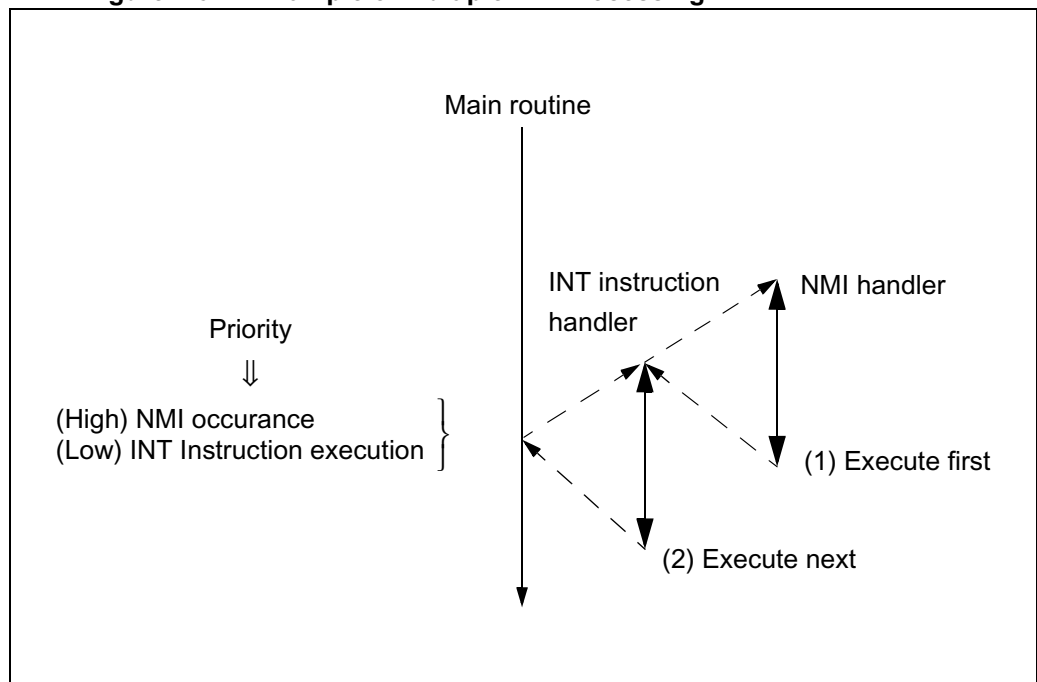 Main routine
INT instruction
handler
NMI handler
Priority
⇓
(High) NMI occurance
(Low) INT Instruction execution
(1) Execute first
(2) Execute next